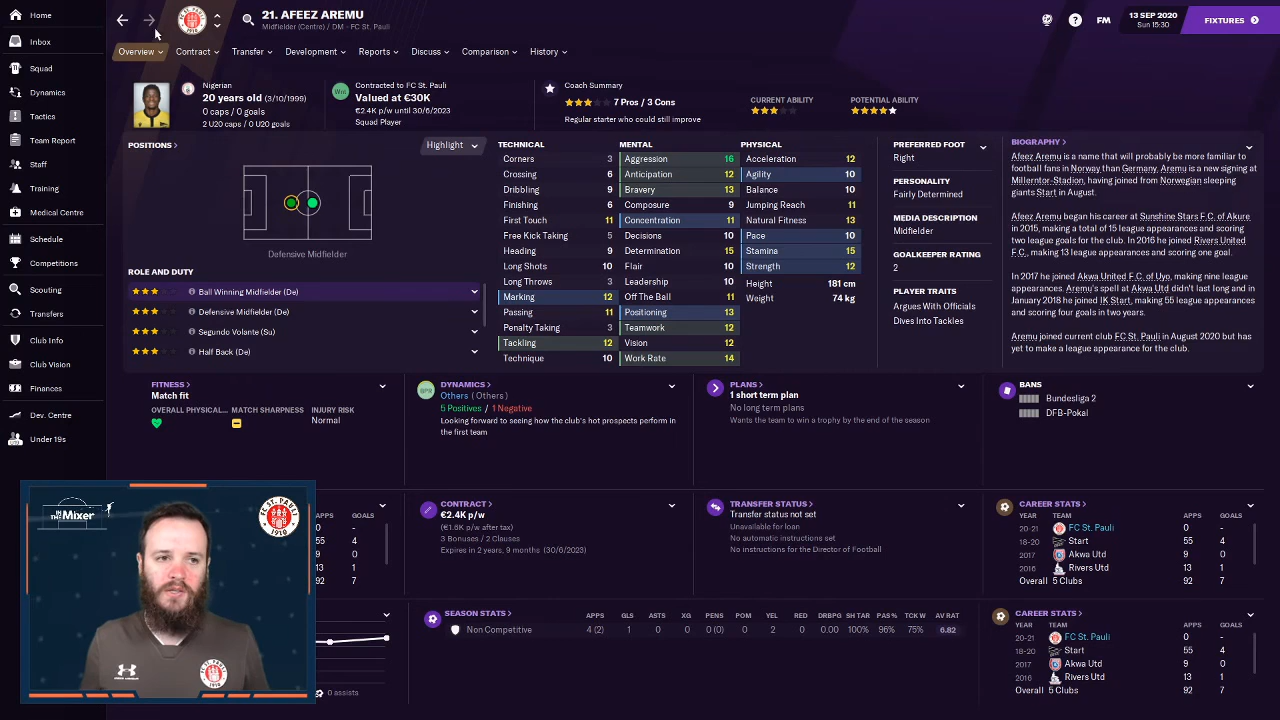 Home
Inbox
Squad
Dynamics
Tactics
Team Report
Staff
Training
Medical Centre
Schedule
Competitions
Scouting
Transfers
Club Info
Club Vision
Finances
Dev. Centre
Under 19s
21. AFEEZ AREMU
Midfielder (Centre) / DM - FC St. Pauli
FM
13 SEP 2020
Sun 15:30
FIXTURES
Overview
Contract
Transfer
Development
Reports
Discuss
Comparison
History
Nigerian
20 years old (3/10/1999)
0 caps / 0 goals
2 U20 caps / 0 U20 goals
Wnt
Contracted to FC St. Pauli
Valued at €30K
€2.4K p/w until 30/6/2023
Squad Player
Coach Summary
7 Pros / 3 Cons
Regular starter who could still improve
CURRENT ABILITY
POTENTIAL ABILITY
POSITIONS
Highlight
Defensive Midfielder
ROLE AND DUTY
Ball Winning Midfielder (De)
Defensive Midfielder (De)
Segundo Volante (Su)
Half Back (De)
TECHNICAL
Corners 3
Crossing 6
Dribbling 9
Finishing 6
First Touch 11
Free Kick Taking 5
Heading 9
Long Shots 10
Long Throws 3
Marking 12
Passing 11
Penalty Taking 3
Tackling 12
Technique 10
MENTAL
Aggression 16
Anticipation 12
Bravery 13
Composure 9
Concentration 11
Decisions 10
Determination 15
Flair 10
Leadership 10
Off The Ball 11
Positioning 13
Teamwork 12
Vision 12
Work Rate 14
PHYSICAL
Acceleration 12
Agility 10
Balance 10
Jumping Reach 11
Natural Fitness 13
Pace 10
Stamina 15
Strength 12
Height 181 cm
Weight 74 kg
PREFERRED FOOT
Right
PERSONALITY
Fairly Determined
MEDIA DESCRIPTION
Midfielder
GOALKEEPER RATING
2
PLAYER TRAITS
Argues With Officials
Dives Into Tackles
BIOGRAPHY
Afeez Aremu is a name that will probably be more familiar to
football fans in Norway than Germany. Aremu is a new signing at
Millerntor-Stadion, having joined from Norwegian sleeping
giants Start in August.
Afeez Aremu began his career at Sunshine Stars F.C. of Akure
in 2015, making a total of 15 league appearances and scoring
two league goals for the club. In 2016 he joined Rivers United
F.C., making 13 league appearances and scoring one goal.
In 2017 he joined Akwa United F.C. of Uyo, making nine league
appearances. Aremu's spell at Akwa Utd didn't last long and in
January 2018 he joined IK Start, making 55 league appearances
and scoring four goals in two years.
Aremu joined current club FC St. Pauli in August 2020 but has
yet to make a league appearance for the club.
FITNESS
Match fit
OVERALL PHYSICAL...
MATCH SHARPNESS
INJURY RISK
Normal
DYNAMICS
Others ( Others )
5 Positives / 1 Negative
Looking forward to seeing how the club's hot prospects perform in
the first team
PLANS
1 short term plan
No long term plans
Wants the team to win a trophy by the end of the season
BANS
Bundesliga 2
DFB-Pokal
APPS GOALS
0 -
55 4
9 0
13 1
92 7
CONTRACT
€2.4K p/w
(€1.6K p/w after tax)
3 Bonuses / 2 Clauses
Expires in 2 years, 9 months (30/6/2023)
TRANSFER STATUS
Transfer status not set
Unavailable for loan
No automatic instructions set
No instructions for the Director of Football
CAREER STATS
YEAR TEAM APPS GOALS
20-21 FC St. Pauli 0 -
18-20 Start 55 4
2017 Akwa Utd 9 0
2016 Rivers Utd 13 1
Overall 5 Clubs 92 7
0 assists
SEASON STATS
APPS GLS ASTS XG PENS POM YEL RED DRBPG SH TAR PAS% TCK W AV RAT
Non Competitive 4 (2) 1 0 0 0 (0) 0 2 0 0.00 100% 96% 75% 6.82
CAREER STATS
YEAR TEAM APPS GOALS
20-21 FC St. Pauli 0 -
18-20 Start 55 4
2017 Akwa Utd 9 0
2016 Rivers Utd 13 1
Overall 5 Clubs 92 7
IN THE Mixer
FC ST. PAULI
1910
UNDER ARMOUR